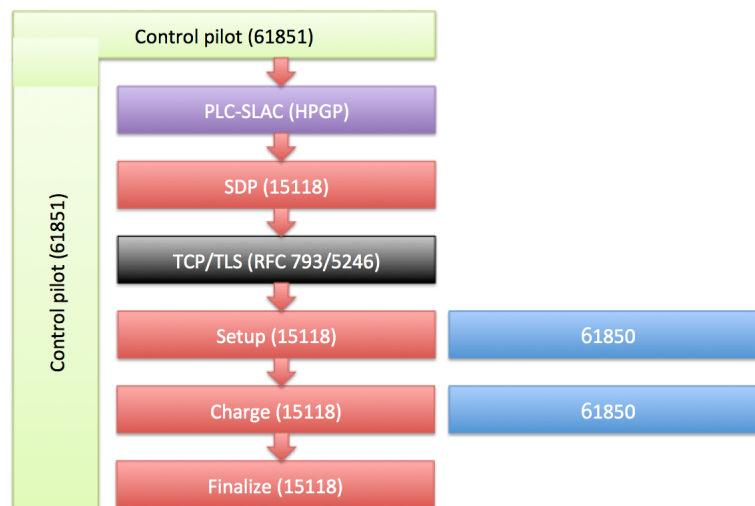 Control pilot (61851)
PLC-SLAC (HPGP)
SDP (15118)
TCP/TLS (RFC 793/5246)
Control pilot (61851)
Setup (15118)
61850
Charge (15118)
61850
Finalize (15118)